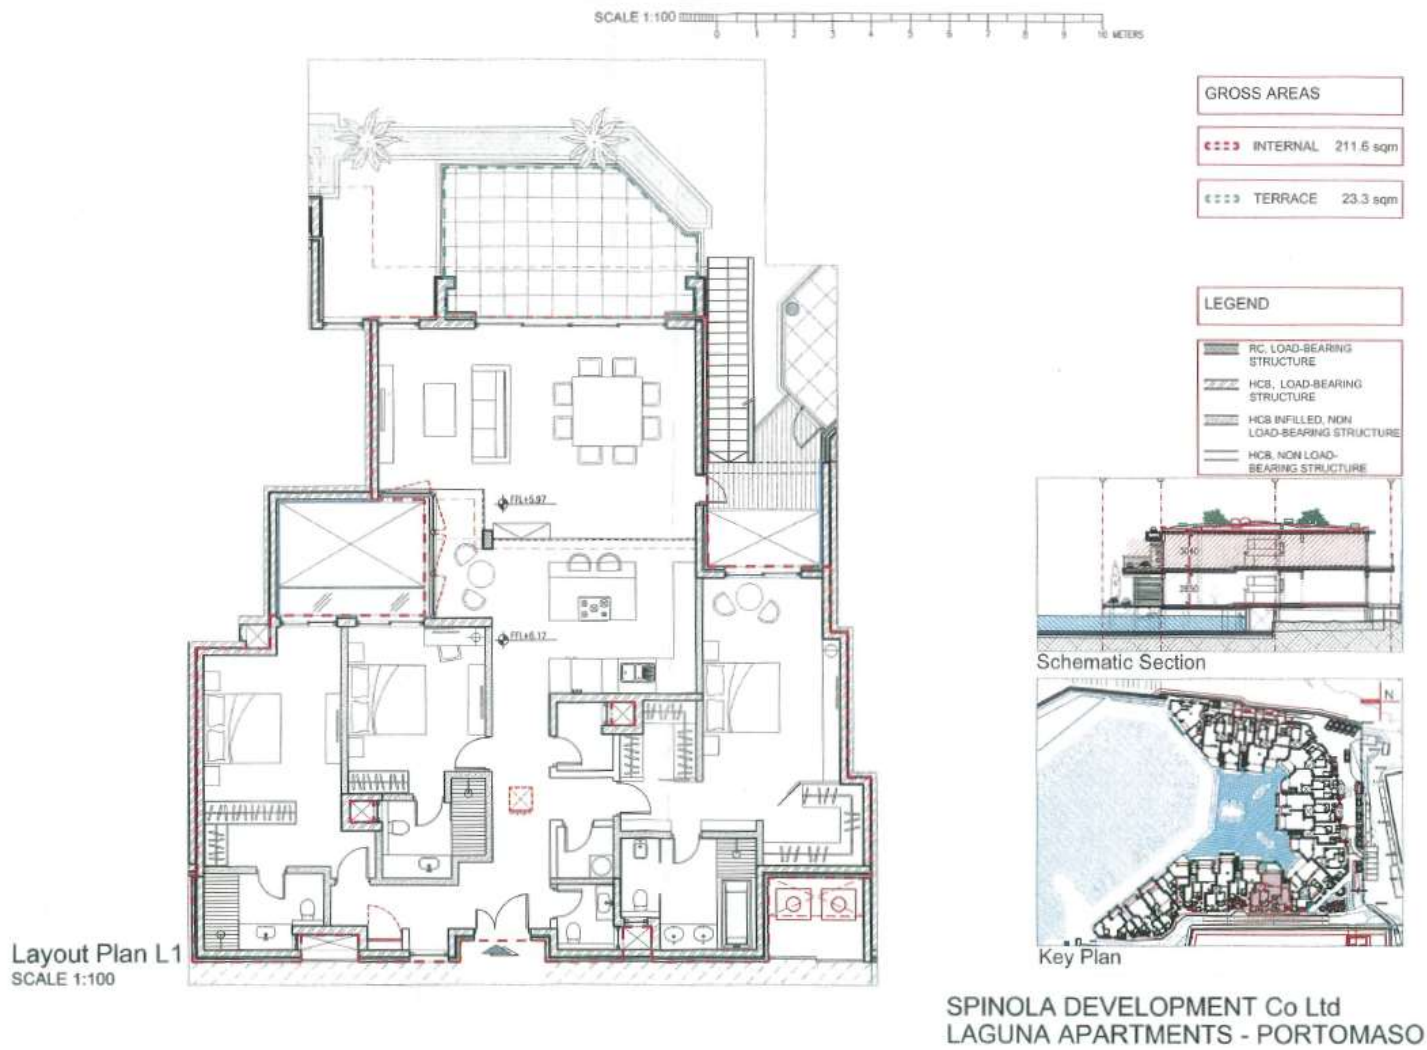 SCALE 1:100
0 1 2 3 4 5 6 7 8 9 10 METERS
GROSS AREAS
INTERNAL 211.6 sqm
TERRACE 23.3 sqm
LEGEND
RC, LOAD-BEARING
STRUCTURE
HCB, LOAD-BEARING
STRUCTURE
HCB INFILLED, NON
LOAD-BEARING STRUCTURE
HCB, NON LOAD-
BEARING STRUCTURE
FFL+5.97
FFL+6.17
3040
2850
Schematic Section
N
Key Plan
Layout Plan L1
SCALE 1:100
SPINOLA DEVELOPMENT Co Ltd
LAGUNA APARTMENTS - PORTOMASO